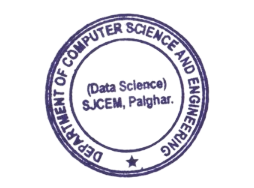 DEPARTMENT OF COMPUTER SCIENCE AND ENGINEERING
(Data Science)
SJCEM, Palghar.